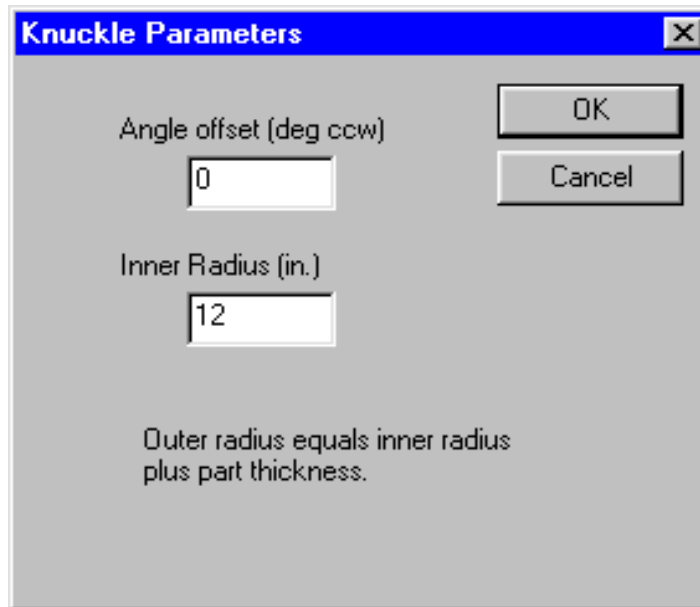 Knuckle Parameters
Angle offset (deg ccw)
0
OK
Cancel
Inner Radius (in.)
12
Outer radius equals inner radius
plus part thickness.